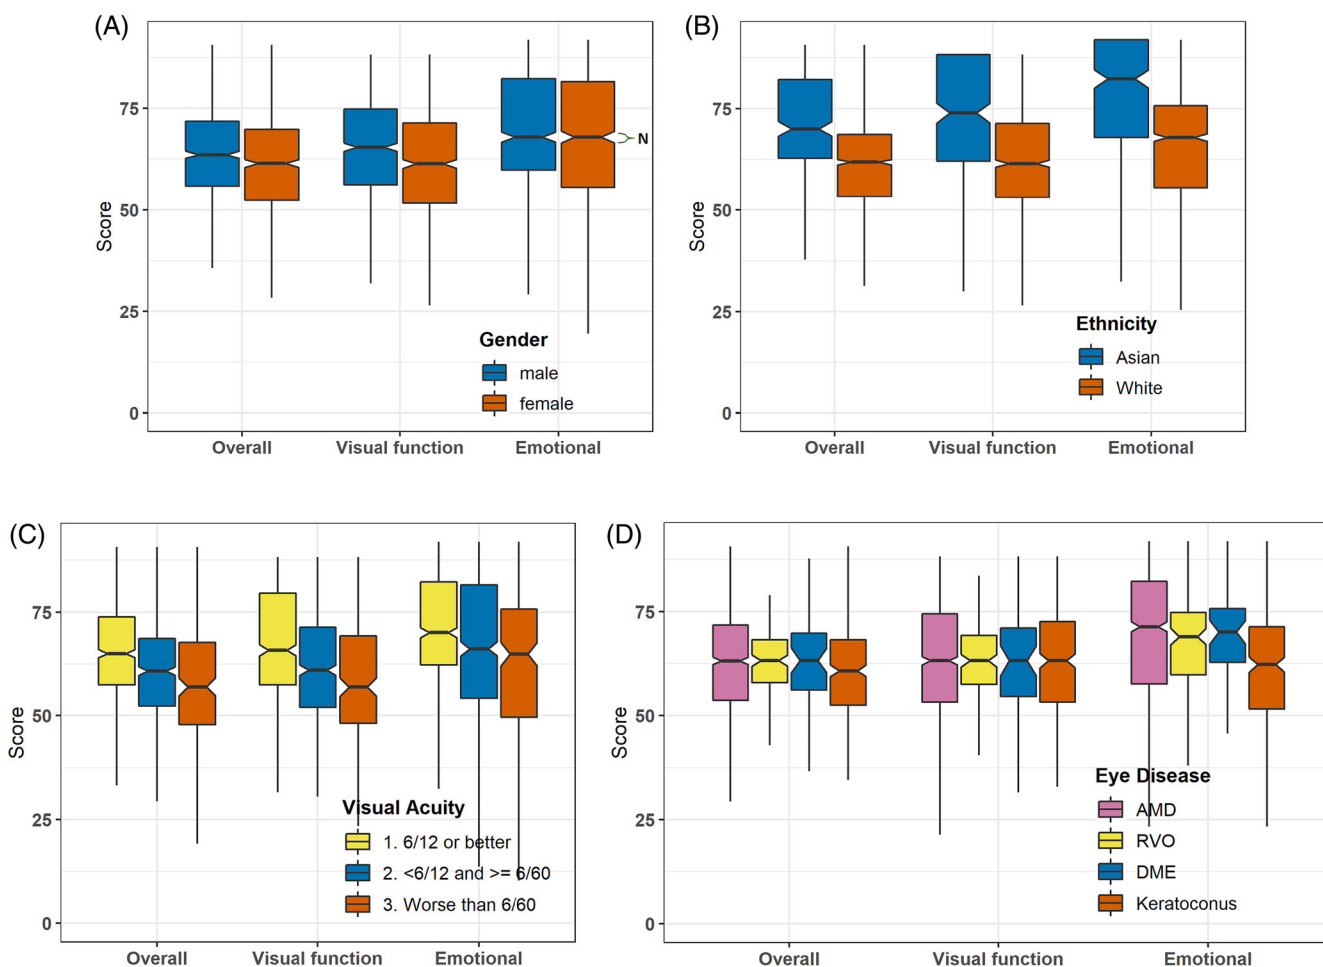 (A)
75
50
25
0
Score
N
Gender
male
female
Overall Visual function Emotional
(B)
75
50
25
0
Score
Ethnicity
Asian
White
Overall Visual function Emotional
(C)
75
50
25
0
Score
Visual Acuity
1. 6/12 or better
2. <6/12 and >= 6/60
3. Worse than 6/60
Overall Visual function Emotional
(D)
75
50
25
0
Score
Eye Disease
AMD
RVO
DME
Keratoconus
Overall Visual function Emotional